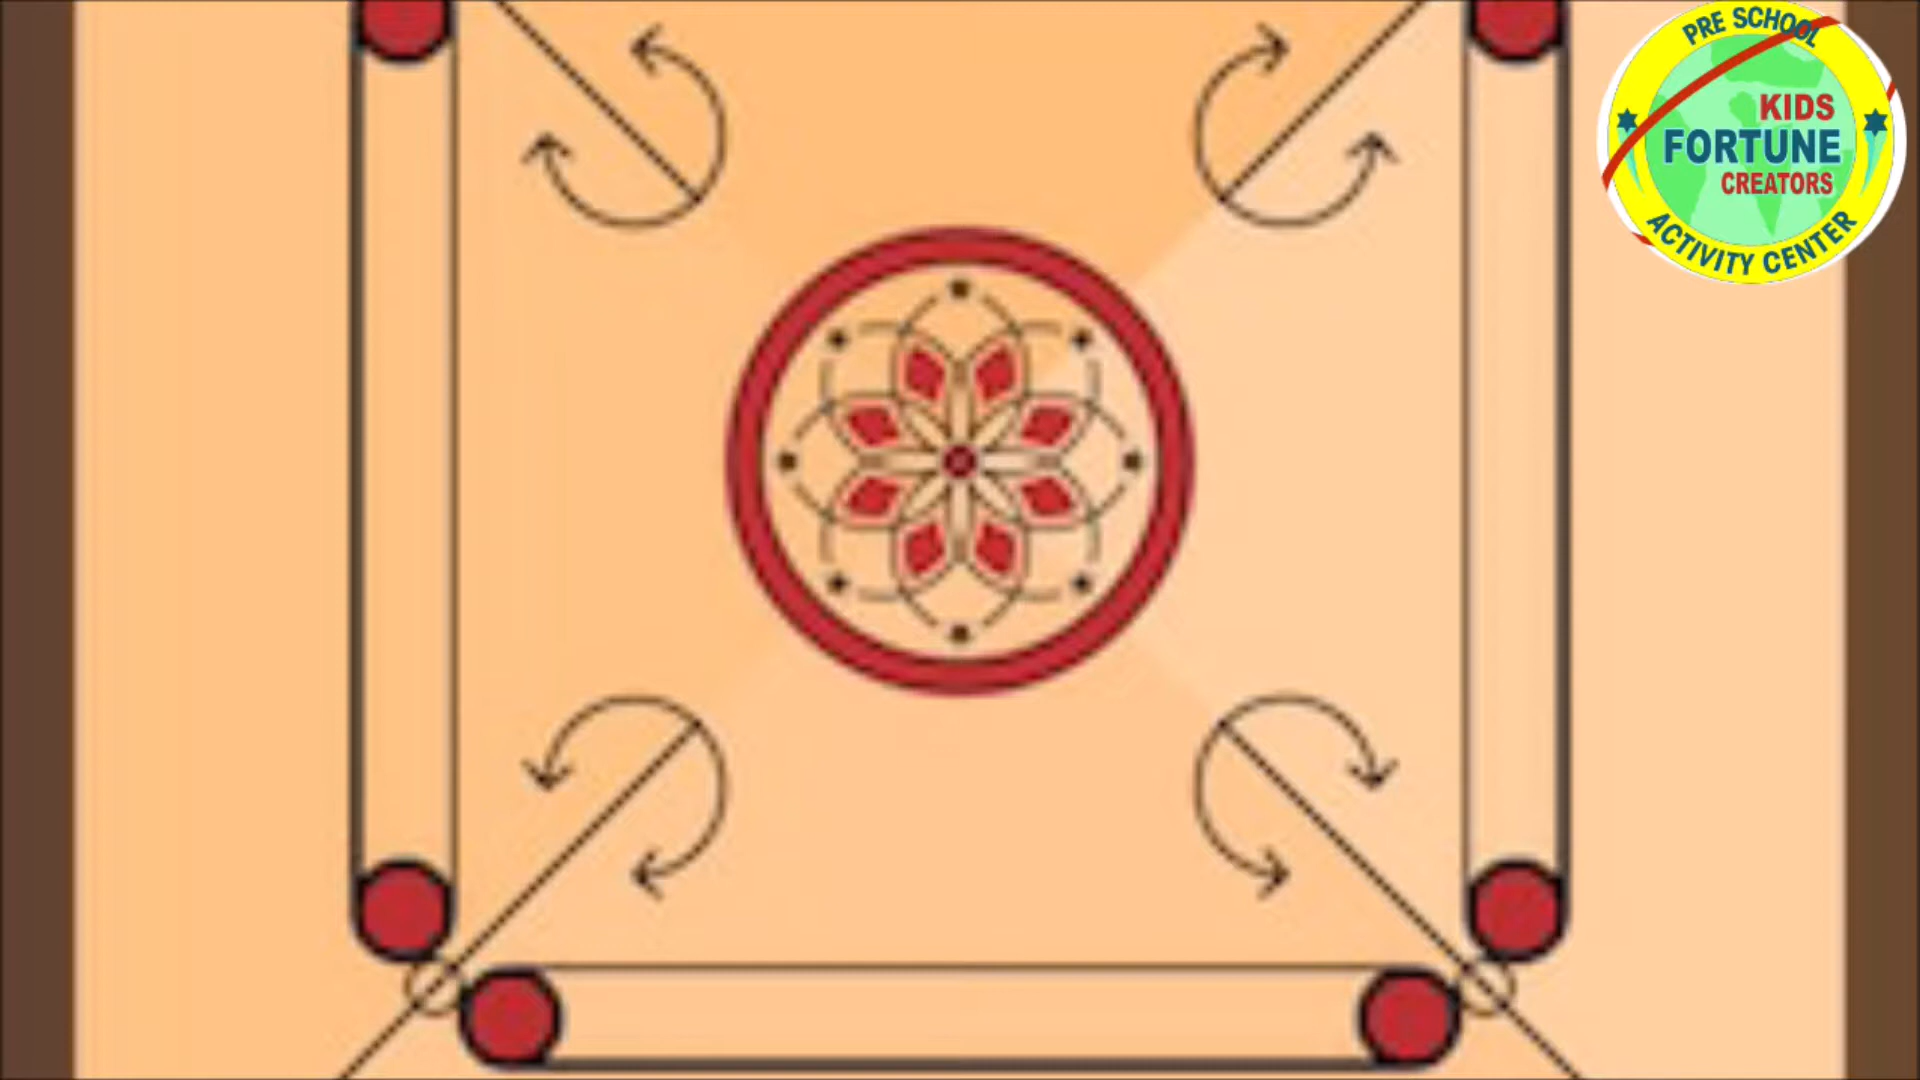 PRE SCHOOL
KIDS
FORTUNE
CREATORS
ACTIVITY CENTER